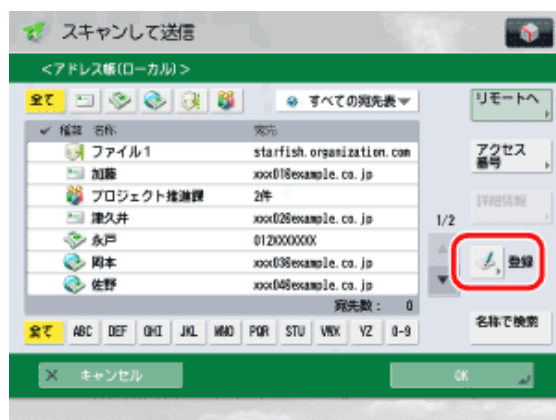 スキャンして送信
<アドレス帳(ローカル)>
全て すべての宛先表▼ リモートへ
✓ 種類 名称 宛先
ファイル1 starfish.organization.com
加藤 xxx01@example.co.jp
プロジェクト推進課 2件
津久井 xxx02@example.co.jp
永戸 012XXXXXXX
岡本 xxx03@example.co.jp
佐野 xxx04@example.co.jp
アクセス
番号
詳細情報
1/2
登録
宛先数: 0
全て ABC DEF GHI JKL MNO PQR STU VWX YZ 0-9 名称で検索
× キャンセル OK